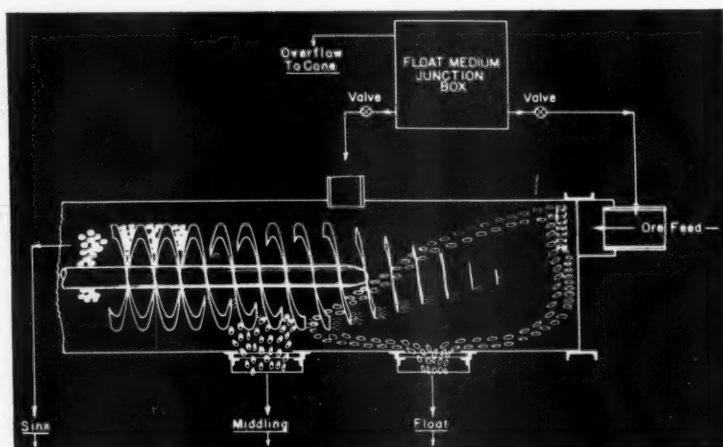 Overflow
To Cone
FLOAT MEDIUM
JUNCTION
BOX
Valve
Valve
Ore Feed
Sink
Middling
Float